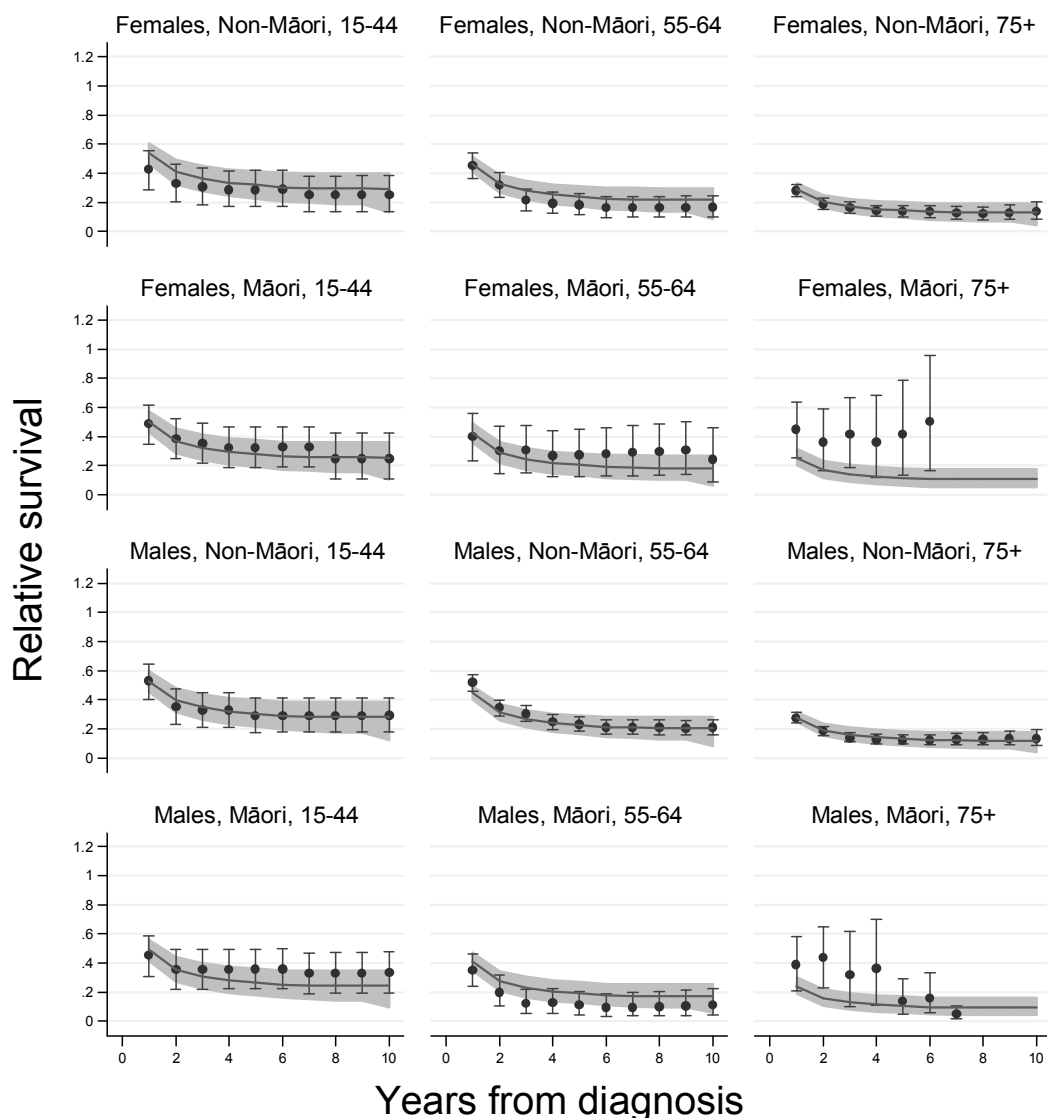 Females, Non-Māori, 15-44
Females, Non-Māori, 55-64
Females, Non-Māori, 75+
1.2
1
.8
.6
.4
.2
0
Females, Māori, 15-44
Females, Māori, 55-64
Females, Māori, 75+
1.2
1
.8
.6
.4
.2
0
Relative survival
Males, Non-Māori, 15-44
Males, Non-Māori, 55-64
Males, Non-Māori, 75+
1.2
1
.8
.6
.4
.2
0
Males, Māori, 15-44
Males, Māori, 55-64
Males, Māori, 75+
1.2
1
.8
.6
.4
.2
0
0 2 4 6 8 10
0 2 4 6 8 10
0 2 4 6 8 10
Years from diagnosis